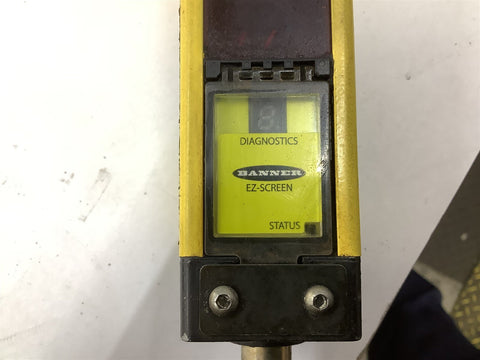 DIAGNOSTICS
BANNER
EZ-SCREEN
STATUS